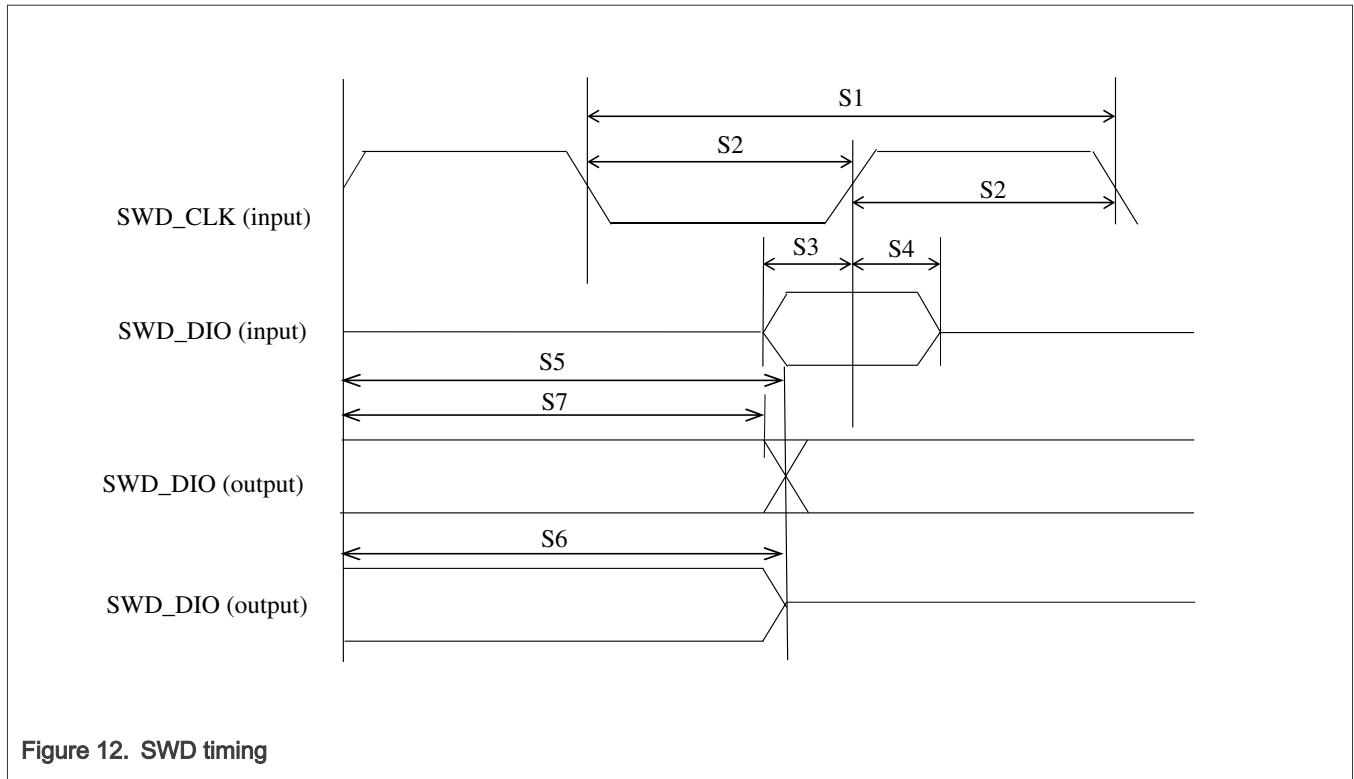 S1
S2
SWD_CLK (input)
S2
S3
S4
SWD_DIO (input)
S5
S7
SWD_DIO (output)
S6
SWD_DIO (output)
Figure 12. SWD timing